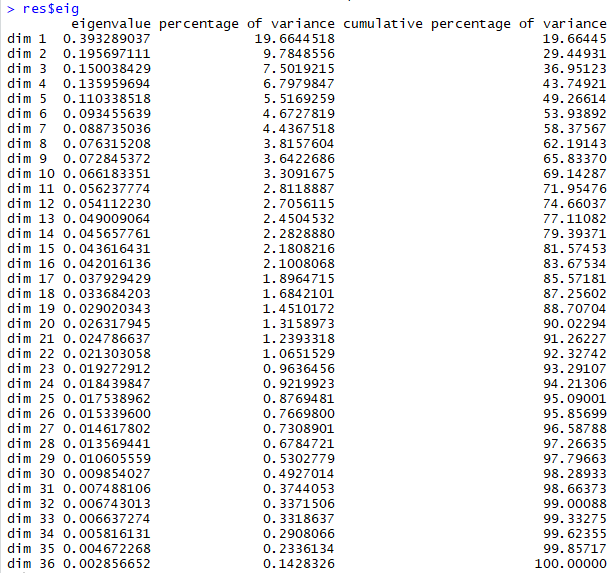 > res$eig
eigenvalue percentage of variance cumulative percentage of variance
dim 1 0.393289037 19.6644518 19.66445
dim 2 0.195697111 9.7848556 29.44931
dim 3 0.150038429 7.5019215 36.95123
dim 4 0.135959694 6.7979847 43.74921
dim 5 0.110338518 5.5169259 49.26614
dim 6 0.093455639 4.6727819 53.93892
dim 7 0.088735036 4.4367518 58.37567
dim 8 0.076315208 3.8157604 62.19143
dim 9 0.072845372 3.6422686 65.83370
dim 10 0.066183351 3.3091675 69.14287
dim 11 0.056237774 2.8118887 71.95476
dim 12 0.054112230 2.7056115 74.66037
dim 13 0.049009064 2.4504532 77.11082
dim 14 0.045657761 2.2828880 79.39371
dim 15 0.043616431 2.1808216 81.57453
dim 16 0.042016136 2.1008068 83.67534
dim 17 0.037929429 1.8964715 85.57181
dim 18 0.033684203 1.6842101 87.25602
dim 19 0.029020343 1.4510172 88.70704
dim 20 0.026317945 1.3158973 90.02294
dim 21 0.024786637 1.2393318 91.26227
dim 22 0.021303058 1.0651529 92.32742
dim 23 0.019272912 0.9636456 93.29107
dim 24 0.018439847 0.9219923 94.21306
dim 25 0.017538962 0.8769481 95.09001
dim 26 0.015339600 0.7669800 95.85699
dim 27 0.014617802 0.7308901 96.58788
dim 28 0.013569441 0.6784721 97.26635
dim 29 0.010605559 0.5302779 97.79663
dim 30 0.009854027 0.4927014 98.28933
dim 31 0.007488106 0.3744053 98.66373
dim 32 0.006743013 0.3371506 99.00088
dim 33 0.006637274 0.3318637 99.33275
dim 34 0.005816131 0.2908066 99.62355
dim 35 0.004672268 0.2336134 99.85717
dim 36 0.002856652 0.1428326 100.00000